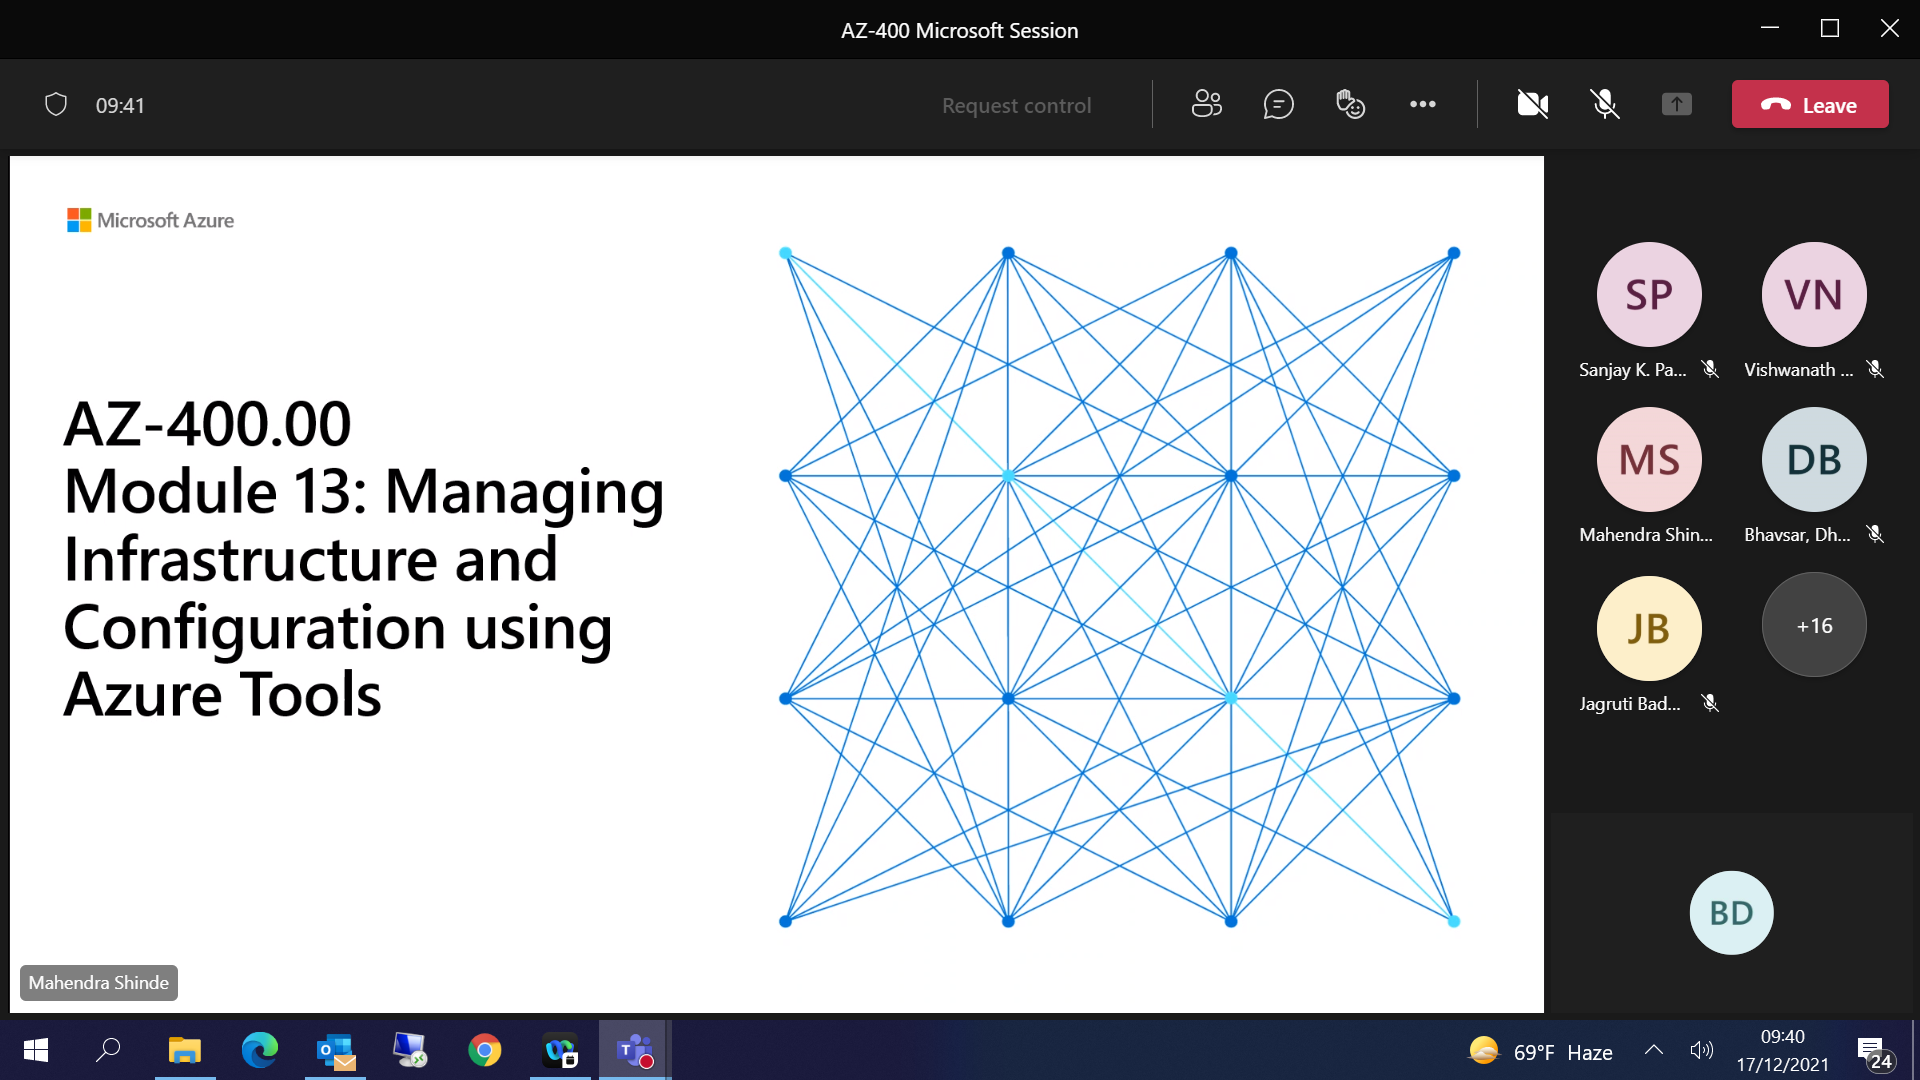 AZ-400 Microsoft Session
09:41
Request control
Leave
Microsoft Azure
AZ-400.00
Module 13: Managing
Infrastructure and
Configuration using
Azure Tools
Mahendra Shinde
SP
VN
Sanjay K. Pa...
Vishwanath ...
MS
DB
Mahendra Shin...
Bhavsar, Dh...
JB
+16
Jagruti Bad...
BD
69°F Haze
09:40
17/12/2021
24